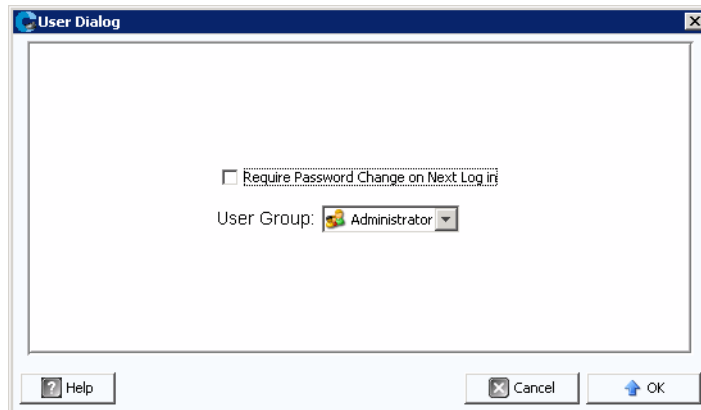 User Dialog
Require Password Change on Next Log in
User Group: Administrator
Help Cancel OK